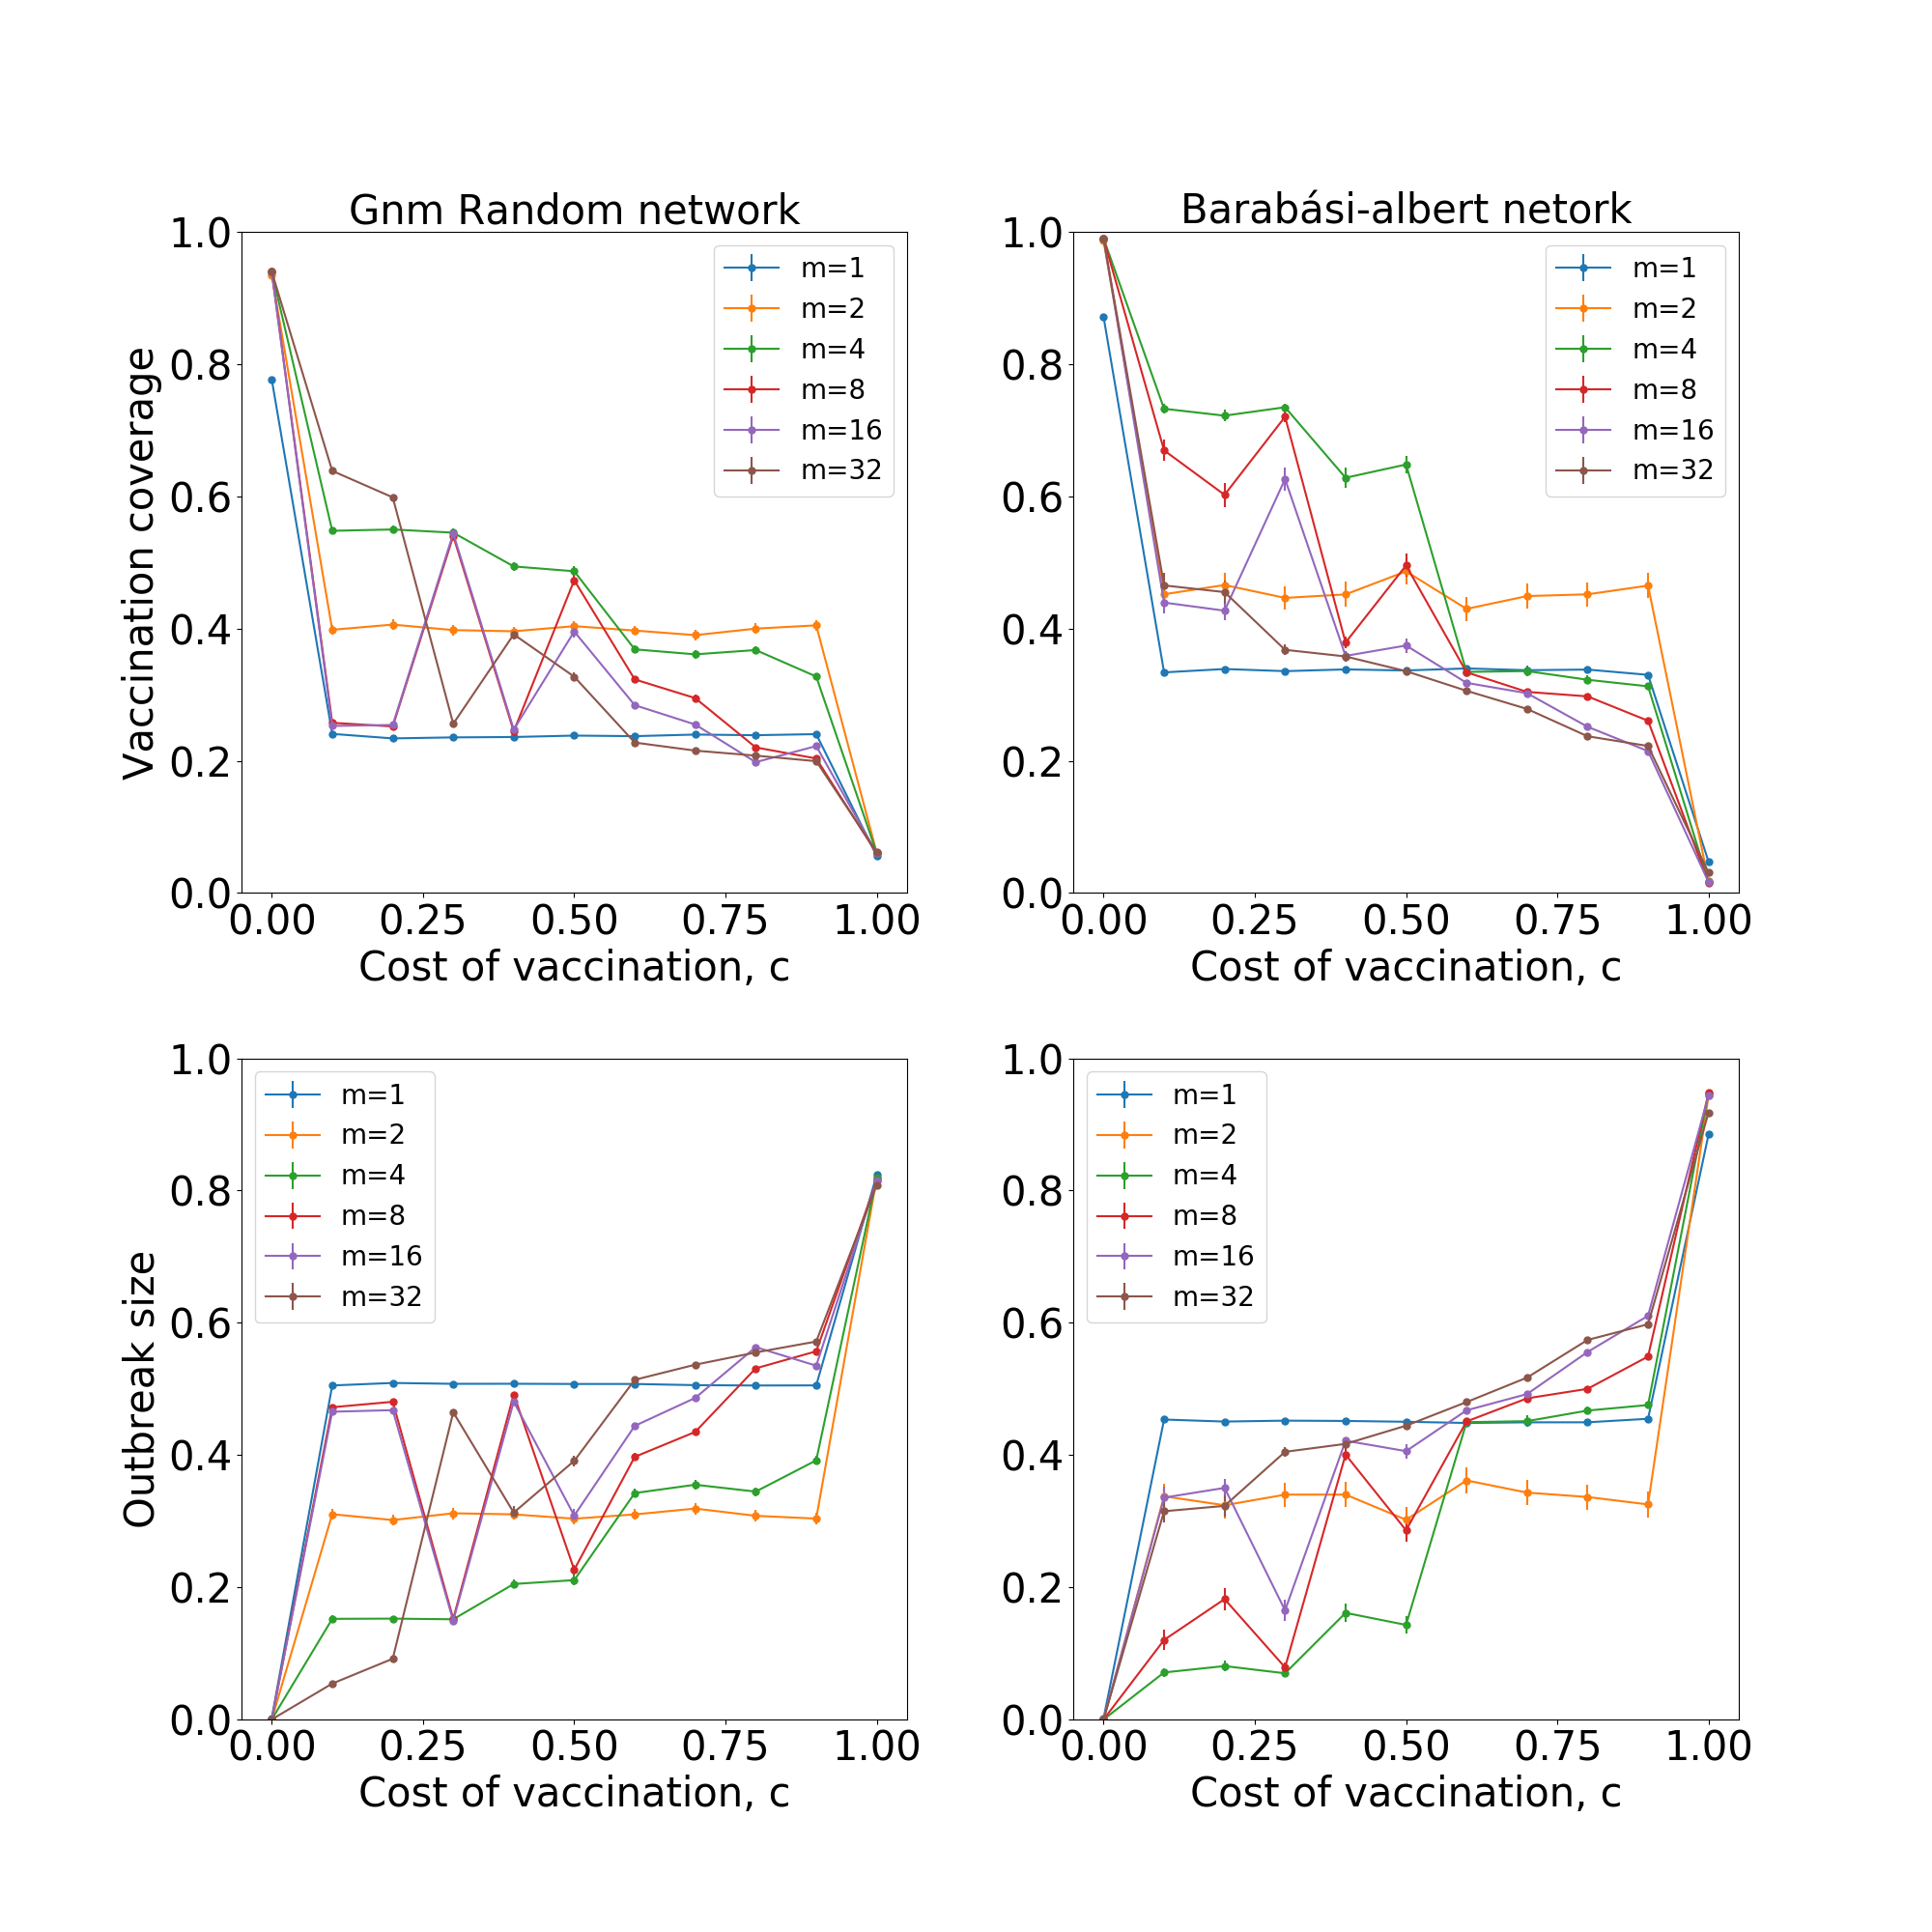 Gnm Random network
Vaccination coverage
1.0
0.8
0.6
0.4
0.2
0.0
m=1
m=2
m=4
m=8
m=16
m=32
0.00 0.25 0.50 0.75 1.00
Cost of vaccination, c
Barabási-albert netork
1.0
0.8
0.6
0.4
0.2
0.0
m=1
m=2
m=4
m=8
m=16
m=32
0.00 0.25 0.50 0.75 1.00
Cost of vaccination, c
Outbreak size
1.0
0.8
0.6
0.4
0.2
0.0
m=1
m=2
m=4
m=8
m=16
m=32
0.00 0.25 0.50 0.75 1.00
Cost of vaccination, c
1.0
0.8
0.6
0.4
0.2
0.0
m=1
m=2
m=4
m=8
m=16
m=32
0.00 0.25 0.50 0.75 1.00
Cost of vaccination, c